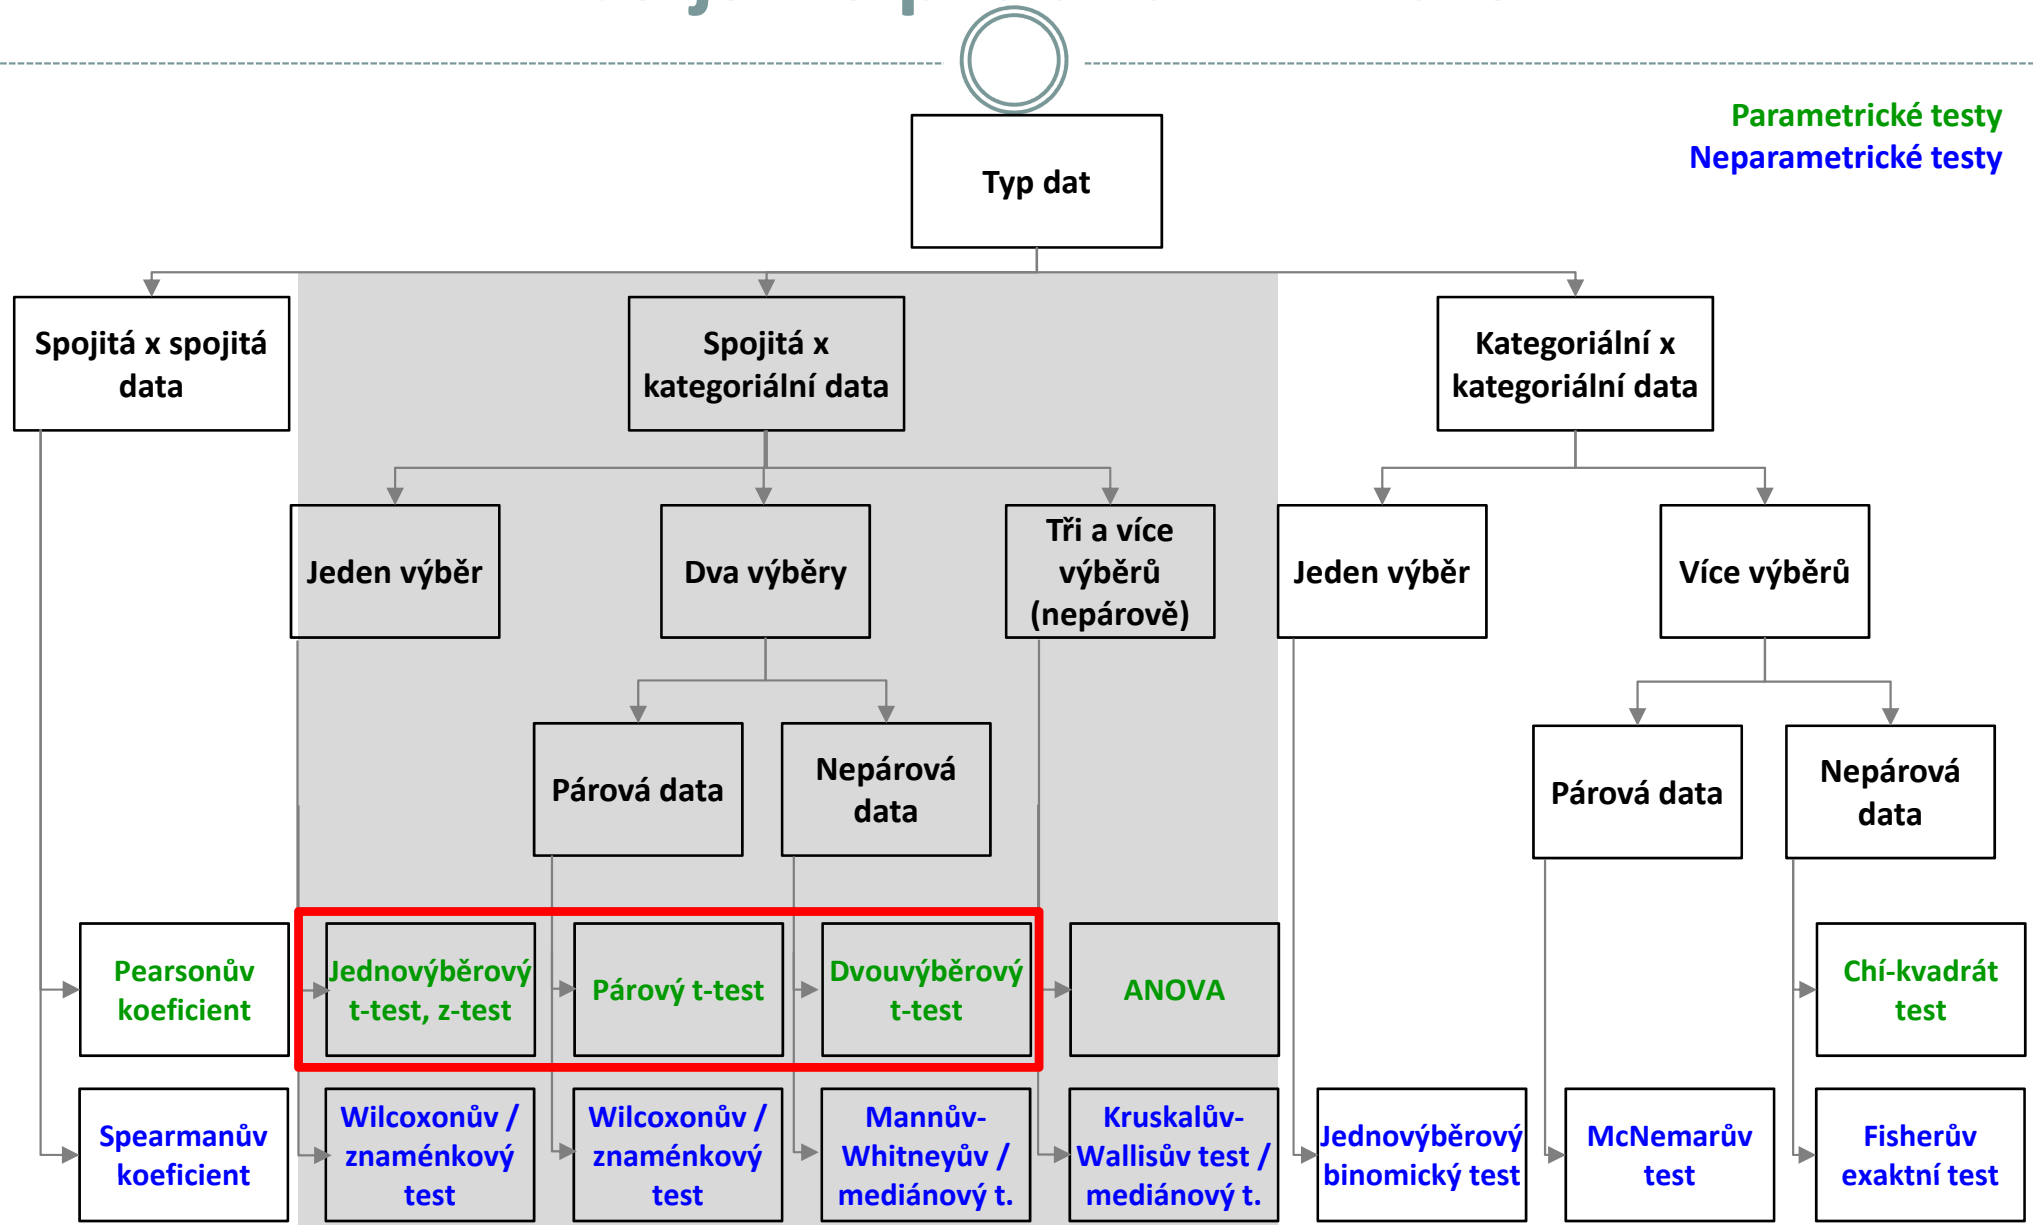 Parametrické testy
Neparametrické testy
Typ dat
Spojitá x spojitá
data
Spojitá x
kategoriální data
Kategoriální x
kategoriální data
Jeden výběr
Dva výběry
Tři a více
výběrů
(nepárově)
Jeden výběr
Více výběrů
Párová data
Nepárová
data
Párová data
Nepárová
data
Pearsonův
koeficient
Jednovýběrový
t-test, z-test
Párový t-test
Dvouvýběrový
t-test
ANOVA
Chí-kvadrát
test
Spearmanův
koeficient
Wilcoxonův /
znaménkový
test
Wilcoxonův /
znaménkový
test
Mannův-
Whitneyův /
mediánový t.
Kruskalův-
Wallisův test /
mediánový t.
Jednovýběrový
binomický test
McNemarův
test
Fisherův
exaktní test